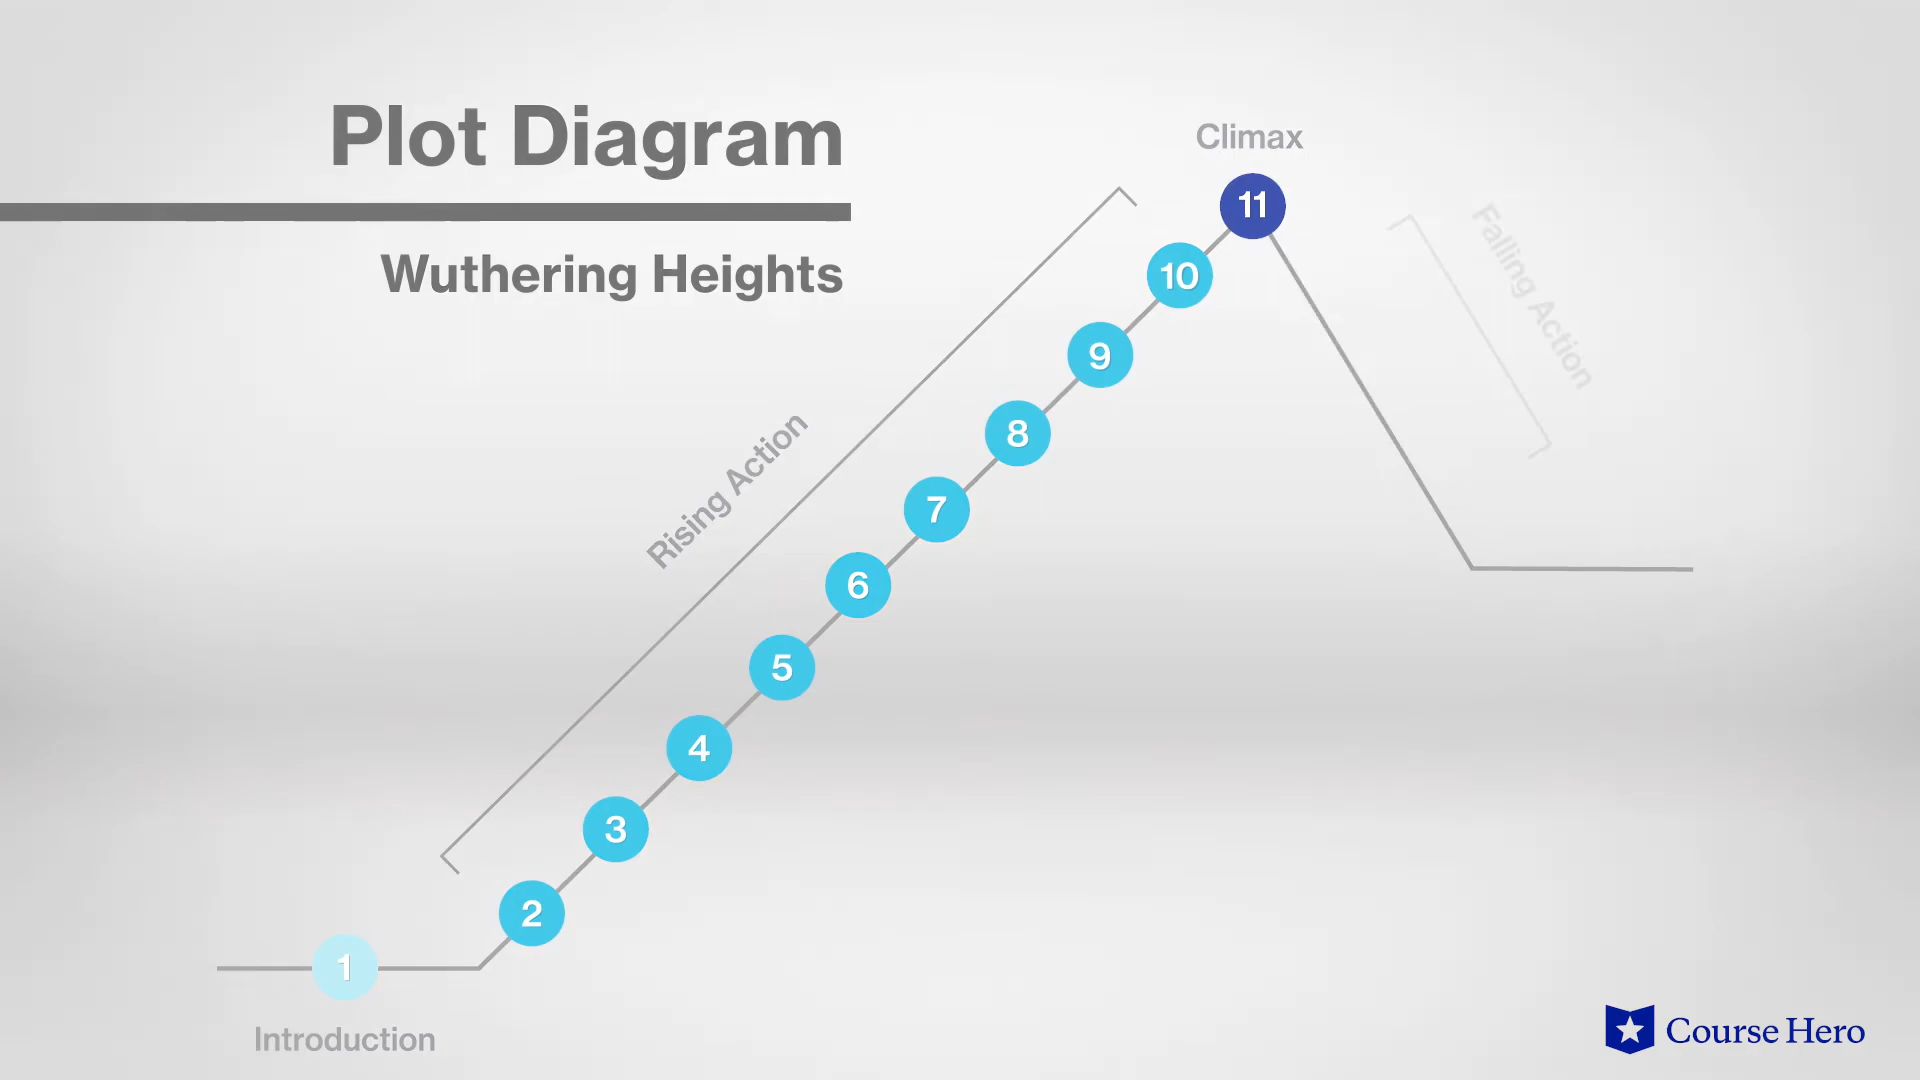 Plot Diagram
Wuthering Heights
Climax
11
10
9
8
7
6
5
4
3
2
1
Rising Action
Falling Action
Introduction
Course Hero